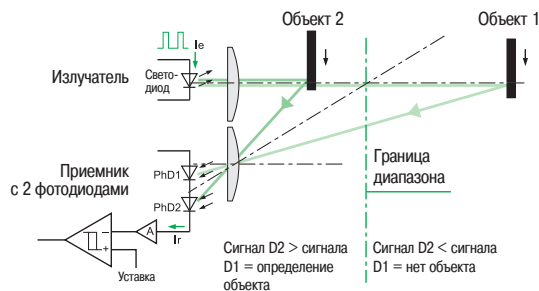 Объект 2
Объект 1
Ie
Излучатель
Свето-
диод
Приемник
с 2 фотодиодами
PhD1
PhD2
Граница
диапазона
A
Ir
Уставка
Сигнал D2 > сигнала
D1 = определение
объекта
Сигнал D2 < сигнала
D1 = нет объекта